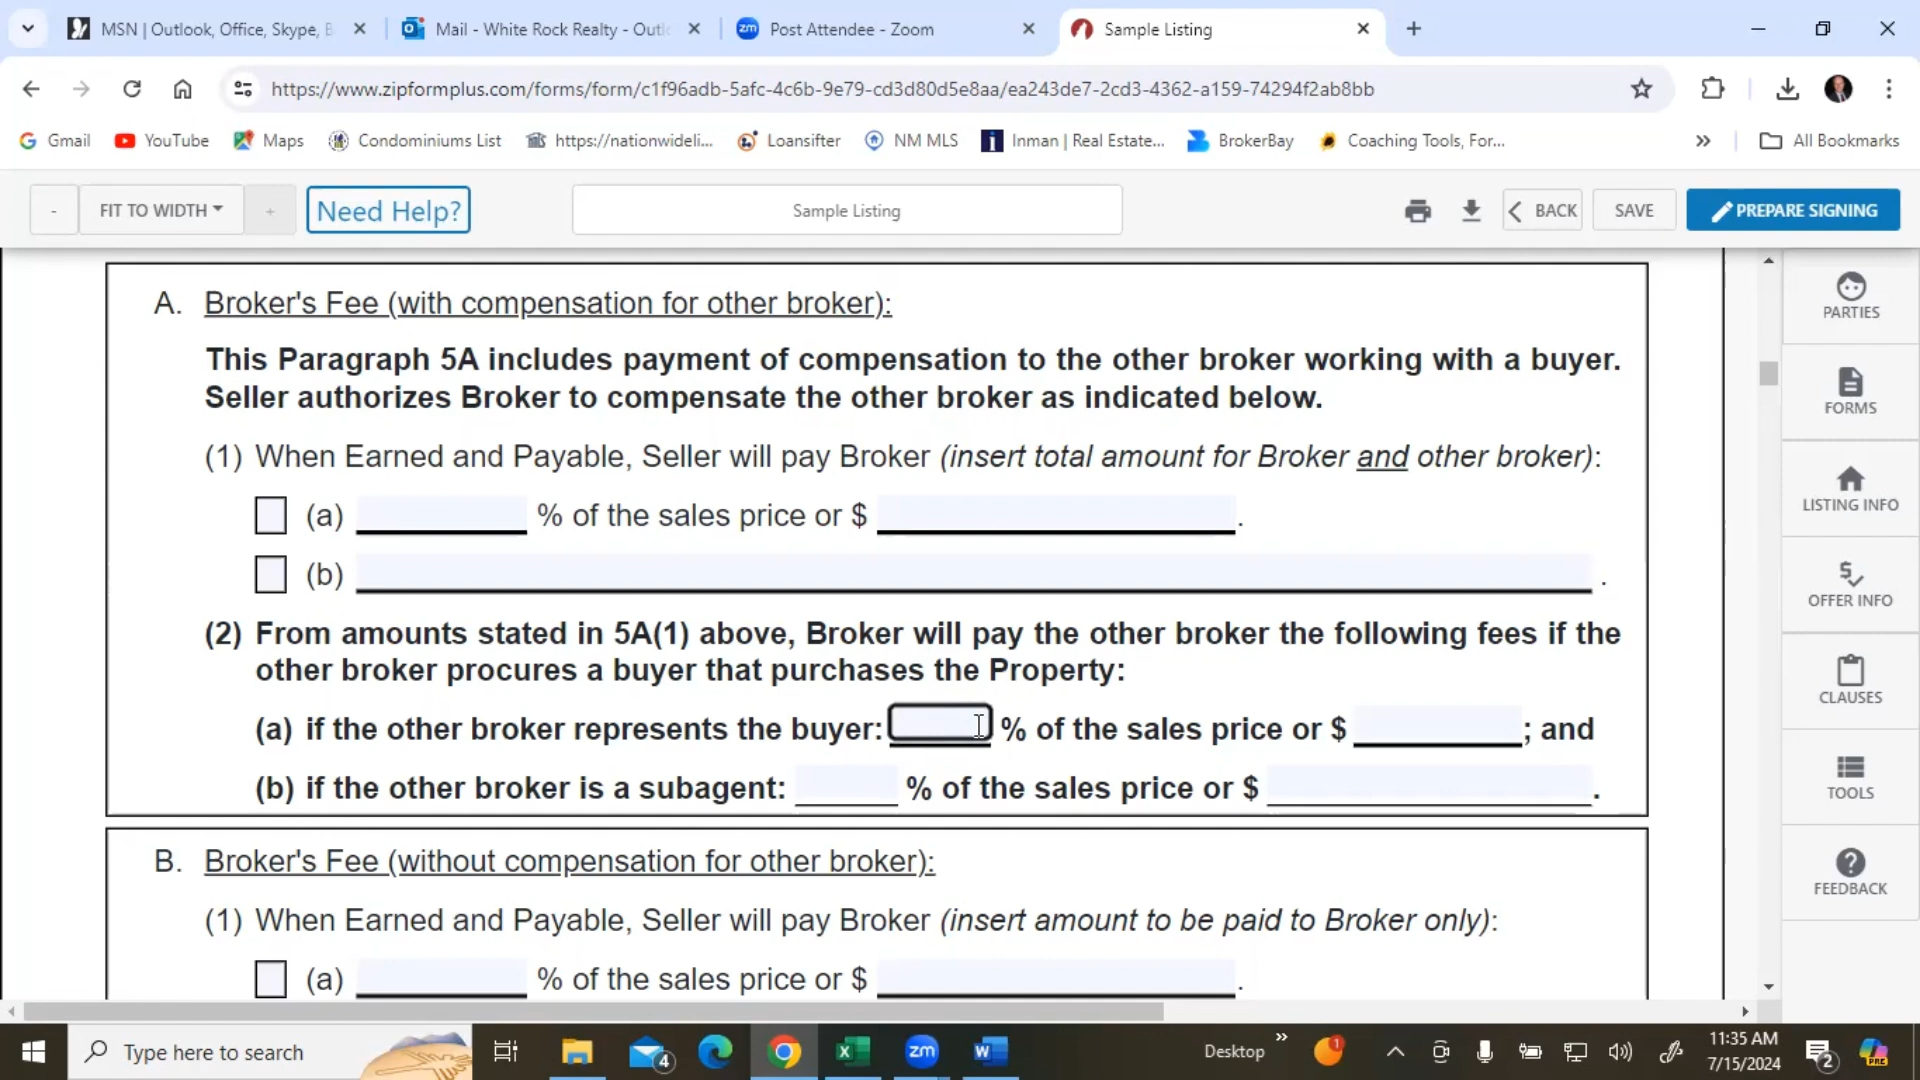 MSN | Outlook, Office, Skype, B
Mail - White Rock Realty - Outl
Post Attendee - Zoom
Sample Listing
https://www.zipformplus.com/forms/form/c1f96adb-5afc-4c6b-9e79-cd3d80d5e8aa/ea243de7-2cd3-4362-a159-74294f2ab8bb
Gmail YouTube Maps Condominiums List https://nationwideli... Loansifter NM MLS Inman | Real Estate... BrokerBay Coaching Tools, For... » All Bookmarks
- FIT TO WIDTH + Need Help? Sample Listing BACK SAVE PREPARE SIGNING
A. Broker's Fee (with compensation for other broker):
This Paragraph 5A includes payment of compensation to the other broker working with a buyer.
Seller authorizes Broker to compensate the other broker as indicated below.
(1) When Earned and Payable, Seller will pay Broker (insert total amount for Broker and other broker):
(a) % of the sales price or $ .
(b) .
(2) From amounts stated in 5A(1) above, Broker will pay the other broker the following fees if the
other broker procures a buyer that purchases the Property:
(a) if the other broker represents the buyer: % of the sales price or $ ; and
(b) if the other broker is a subagent: % of the sales price or $ .
B. Broker's Fee (without compensation for other broker):
(1) When Earned and Payable, Seller will pay Broker (insert amount to be paid to Broker only):
(a) % of the sales price or $ .
PARTIES
FORMS
LISTING INFO
OFFER INFO
CLAUSES
TOOLS
FEEDBACK
Type here to search
4
zm
Desktop
»
1
11:35 AM
7/15/2024
2
PRE